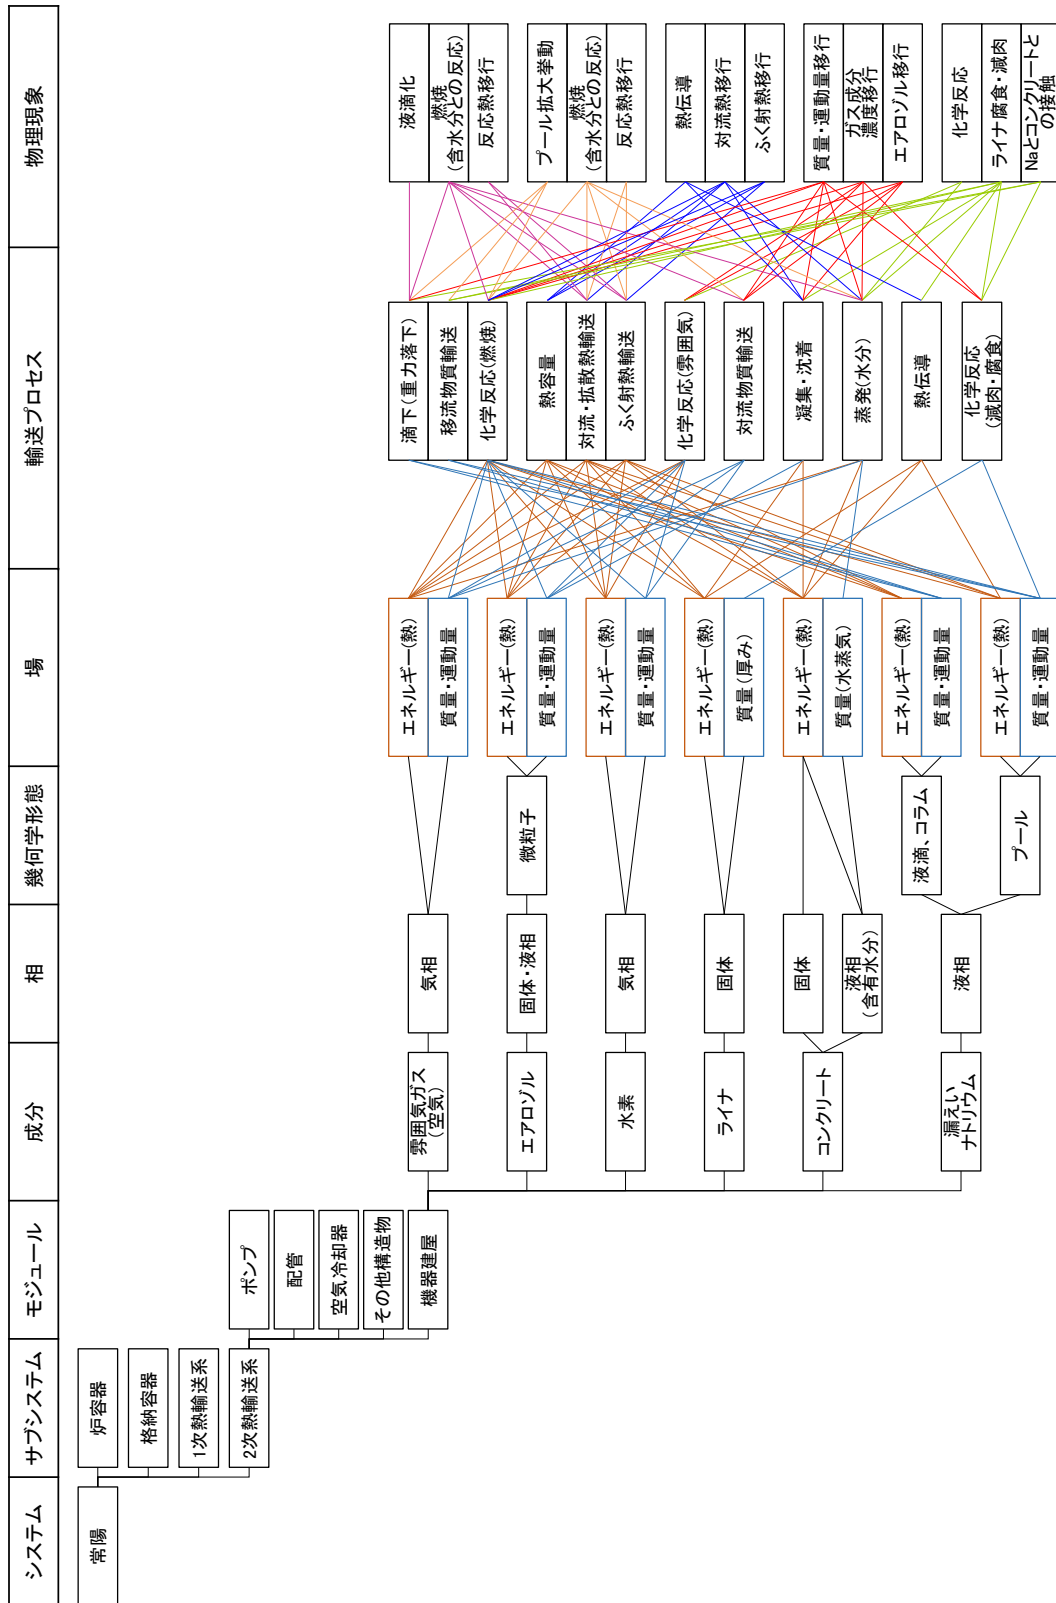 システム
サブシステム
モジュール
成分
相
幾何学形態
場
輸送プロセス
物理現象
常陽
炉容器
格納容器
1次熱輸送系
2次熱輸送系
ポンプ
配管
空気冷却器
その他構造物
機器建屋
雰囲気ガス
(空気)
エアロゾル
水素
ライナ
コンクリート
漏えい
ナトリウム
気相
固体・液相
気相
固体
固体
液相
(含有水分)
液相
微粒子
液滴、コラム
プール
エネルギー(熱)
質量・運動量
エネルギー(熱)
質量・運動量
エネルギー(熱)
質量・運動量
エネルギー(熱)
質量(厚み)
エネルギー(熱)
質量(水蒸気)
エネルギー(熱)
質量・運動量
エネルギー(熱)
質量・運動量
滴下(重力落下)
移流物質輸送
化学反応(燃焼)
熱容量
対流・拡散熱輸送
ふく射熱輸送
化学反応(雰囲気)
対流物質輸送
凝集・沈着
蒸発(水分)
熱伝導
化学反応
(減肉・腐食)
液滴化
燃焼
(含水分との反応)
反応熱移行
プール拡大挙動
燃焼
(含水分との反応)
反応熱移行
熱伝導
対流熱移行
ふく射熱移行
質量・運動量移行
ガス成分
濃度移行
エアロゾル移行
化学反応
ライナ腐食・減肉
Naとコンクリートと
の接触